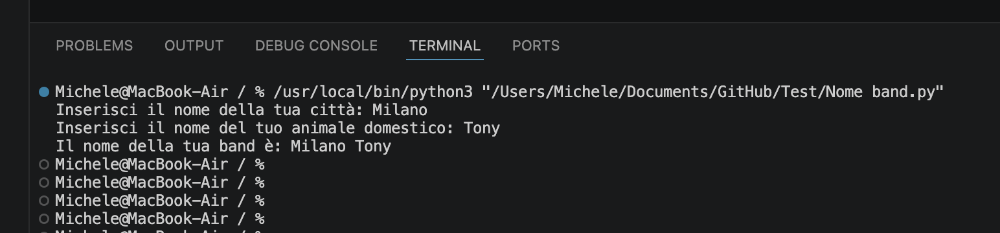 PROBLEMS OUTPUT DEBUG CONSOLE TERMINAL PORTS
Michele@MacBook-Air / % /usr/local/bin/python3 "/Users/Michele/Documents/GitHub/Test/Nome band.py"
Inserisci il nome della tua città: Milano
Inserisci il nome del tuo animale domestico: Tony
Il nome della tua band è: Milano Tony
Michele@MacBook-Air / %
Michele@MacBook-Air / %
Michele@MacBook-Air / %
Michele@MacBook-Air / %